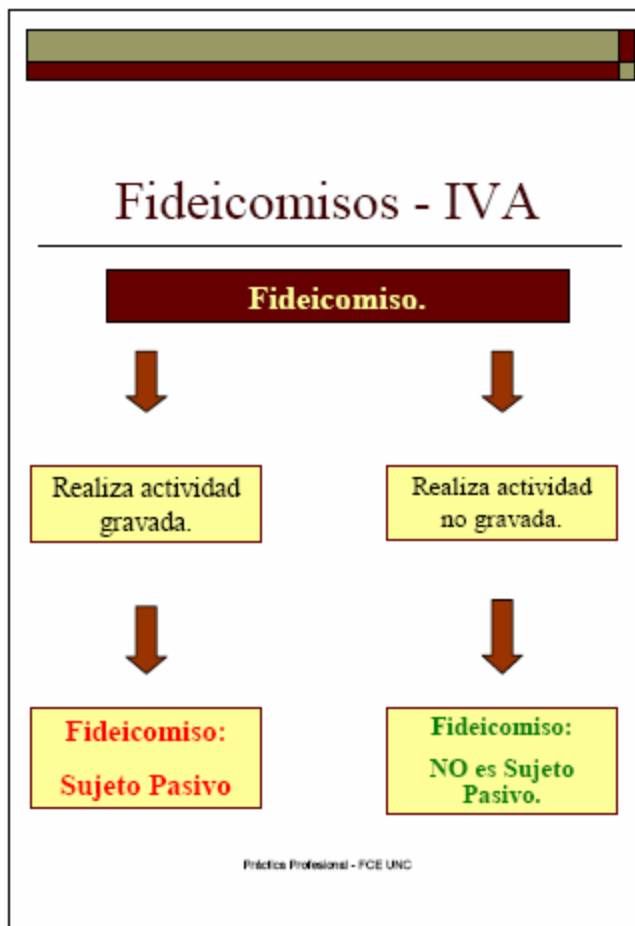 Fideicomisos - IVA
Fideicomiso.
Realiza actividad
gravada.
Realiza actividad
no gravada.
Fideicomiso:
Sujeto Pasivo
Fideicomiso:
NO es Sujeto
Pasivo.
Práctica Profesional - FCE UNC